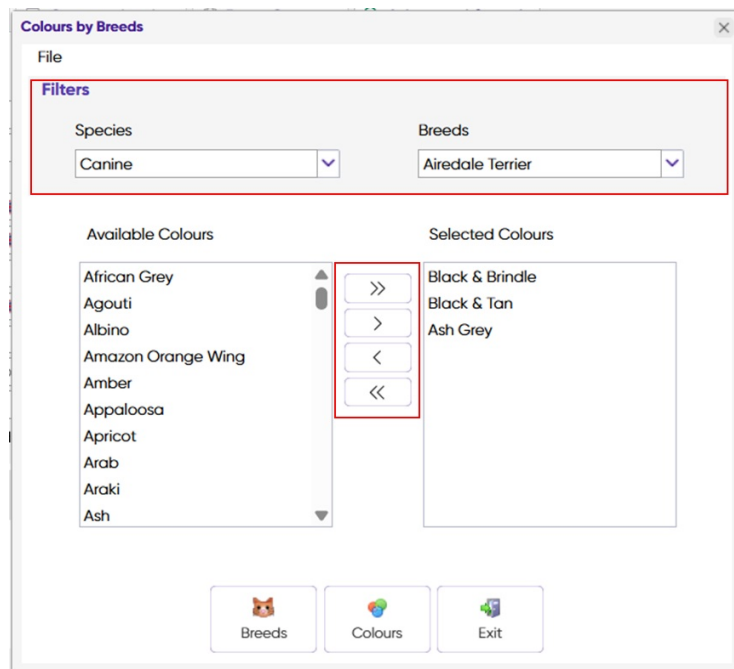 Colours by Breeds
File
Filters
Species
Breeds
Canine
Airedale Terrier
Available Colours
Selected Colours
African Grey
Agouti
Albino
Amazon Orange Wing
Amber
Appaloosa
Apricot
Arab
Araki
Ash
>>
>
<
<<
Black & Brindle
Black & Tan
Ash Grey
Breeds
Colours
Exit